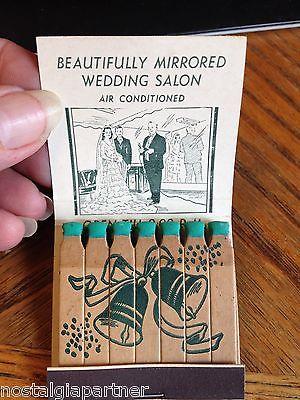 BEAUTIFULLY MIRRORED
WEDDING SALON
AIR CONDITIONED
nostalgiapartner